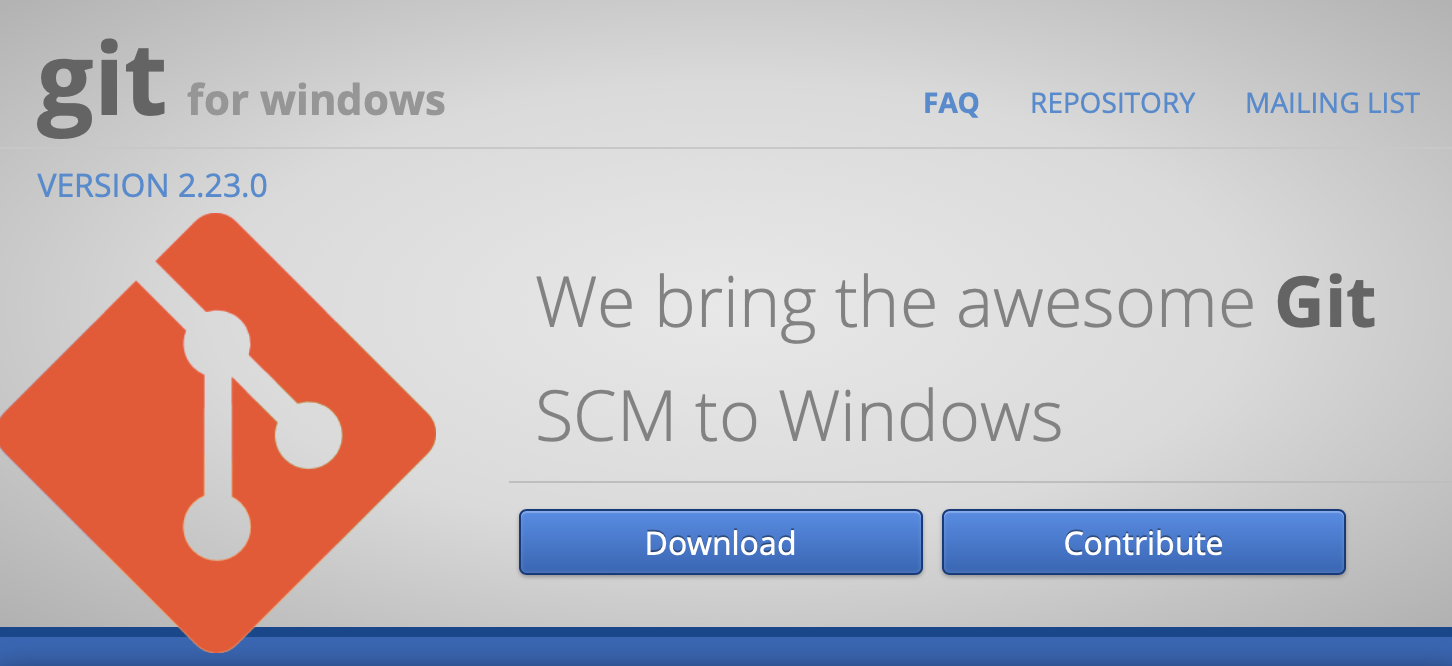 git for windows
FAQ REPOSITORY MAILING LIST
VERSION 2.23.0
We bring the awesome Git
SCM to Windows
Download Contribute